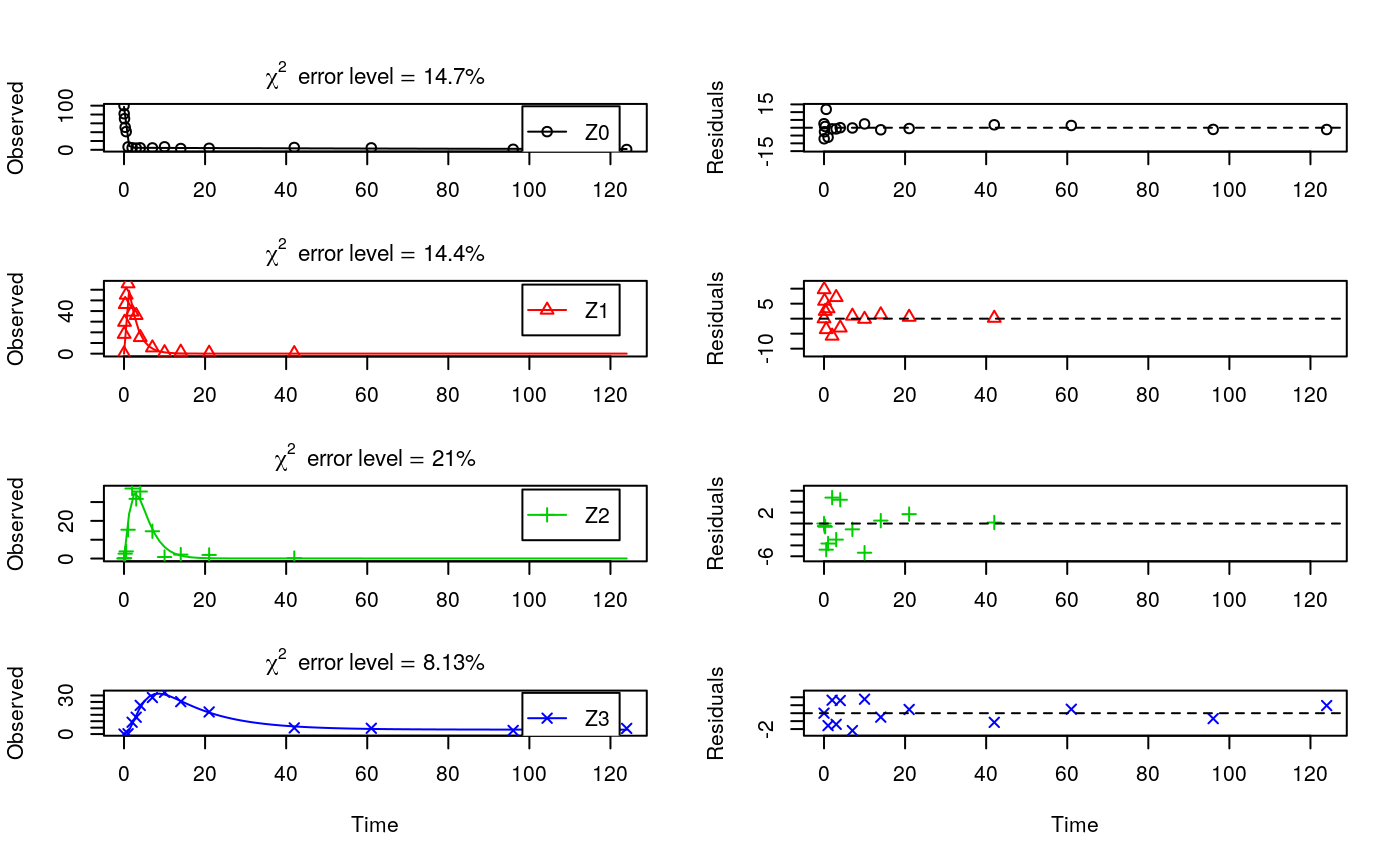 χ2 error level = 14.7%
Observed
0 100
Z0
0 20 40 60 80 100 120
Residuals
-15 15
0 20 40 60 80 100 120
χ2 error level = 14.4%
Observed
0 40
Z1
0 20 40 60 80 100 120
Residuals
-10 5
0 20 40 60 80 100 120
χ2 error level = 21%
Observed
0 20
Z2
0 20 40 60 80 100 120
Residuals
-6 2
0 20 40 60 80 100 120
χ2 error level = 8.13%
Observed
0 30
Z3
0 20 40 60 80 100 120
Time
Residuals
-2
0 20 40 60 80 100 120
Time